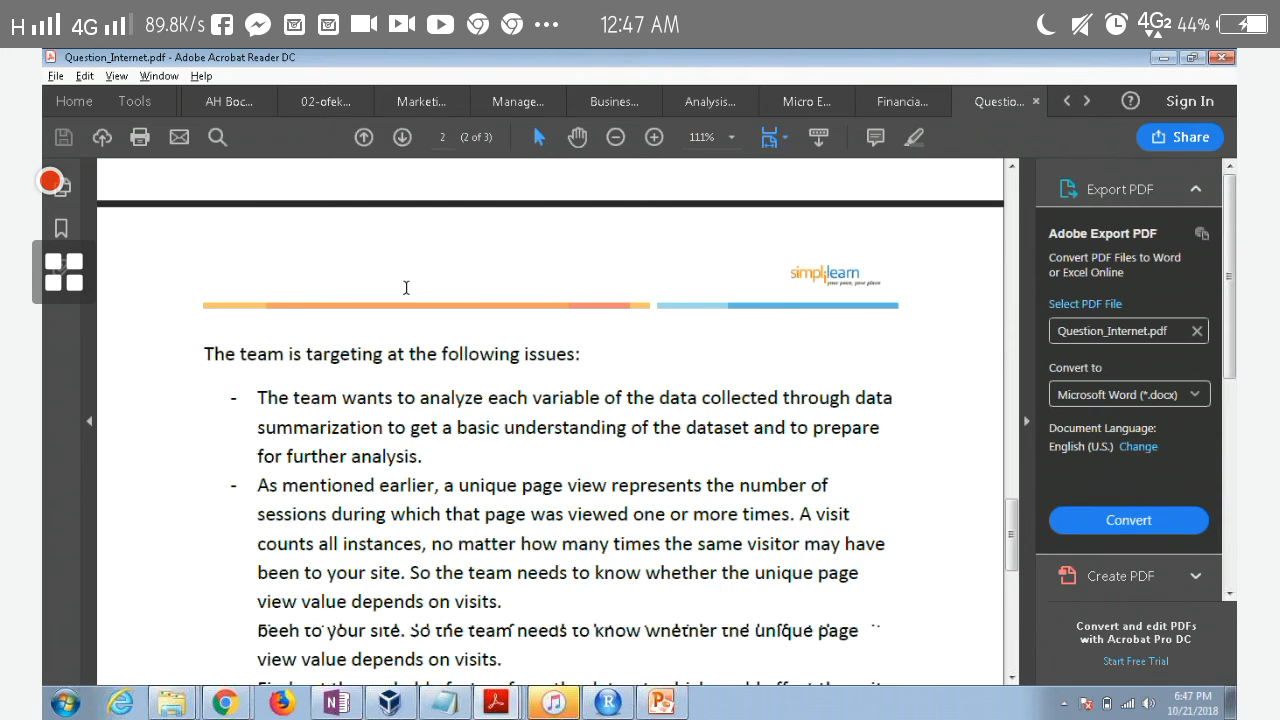 H 4G 89.8K/s 12:47 AM 4G2 44%
Question_Internet.pdf - Adobe Acrobat Reader DC
File Edit View Window Help
Home Tools AH Boc... 02-ofek... Marketi... Manage... Busines... Analysis... Micro E... Financia... Questio... × Sign In
2 (2 of 3) 111% Share
Export PDF
Adobe Export PDF
Convert PDF Files to Word
or Excel Online
Select PDF File
Question_Internet.pdf
Convert to
Microsoft Word (*.docx)
Document Language:
English (U.S.) Change
Convert
Create PDF
Convert and edit PDFs
with Acrobat Pro DC
Start Free Trial
simplilearn
your pace, your place
The team is targeting at the following issues:
- The team wants to analyze each variable of the data collected through data
summarization to get a basic understanding of the dataset and to prepare
for further analysis.
- As mentioned earlier, a unique page view represents the number of
sessions during which that page was viewed one or more times. A visit
counts all instances, no matter how many times the same visitor may have
been to your site. So the team needs to know whether the unique page
view value depends on visits.
been to your site. So the team needs to know whether the unique page
view value depends on visits.
6:47 PM
10/21/2018